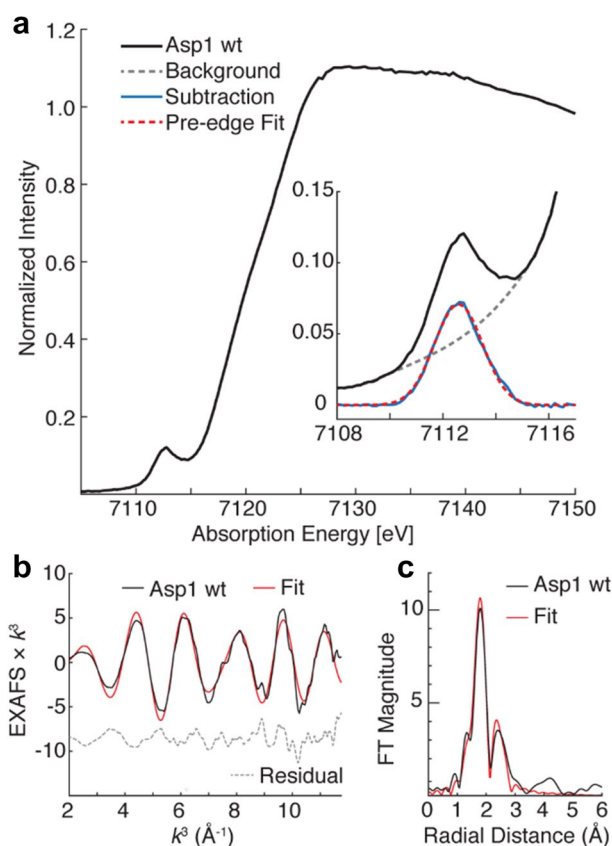 a
1.2
1.0
0.8
0.6
0.4
0.2
Normalized Intensity
Asp1 wt
Background
Subtraction
Pre-edge Fit
0.15
0.10
0.05
0
7108 7112 7116
7110 7120 7130 7140 7150
Absorption Energy [eV]
b
10
5
0
-5
-10
EXAFS × k³
Asp1 wt Fit
Residual
2 4 6 8 10
k³ (Å⁻¹)
c
10
5
FT Magnitude
Asp1 wt
Fit
0 1 2 3 4 5 6
Radial Distance (Å)